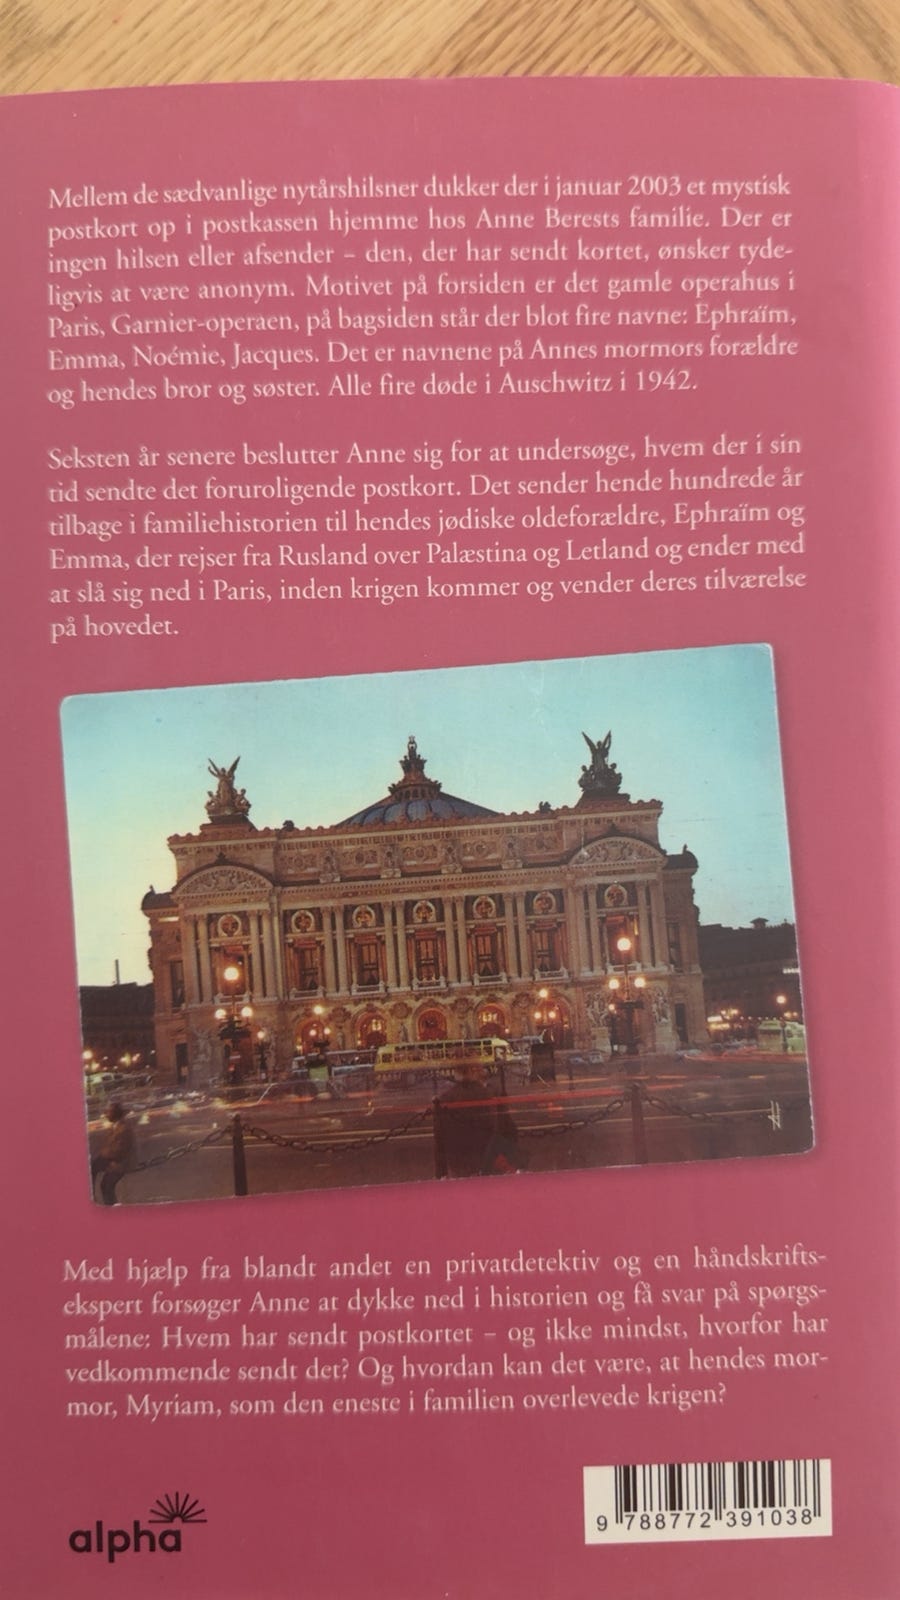 Mellem de sædvanlige nytårshilsner dukker der i januar 2003 et mystisk
postkort op i postkassen hjemme hos Anne Berests familie. Der er
ingen hilsen eller afsender – den, der har sendt kortet, ønsker tyde-
ligvis at være anonym. Motivet på forsiden er det gamle operahus i
Paris, Garnier-operaen, på bagsiden står der blot fire navne: Ephraïm,
Emma, Noémie, Jacques. Det er navnene på Annes mormors forældre
og hendes bror og søster. Alle fire døde i Auschwitz i 1942.
Seksten år senere beslutter Anne sig for at undersøge, hvem der i sin
tid sendte det foruroligende postkort. Det sender hende hundrede år
tilbage i familiehistorien til hendes jødiske oldeforældre, Ephraïm og
Emma, der rejser fra Rusland over Palæstina og Letland og ender med
at slå sig ned i Paris, inden krigen kommer og vender deres tilværelse
på hovedet.
Med hjælp fra blandt andet en privatdetektiv og en håndskrifts-
ekspert forsøger Anne at dykke ned i historien og få svar på spørgs-
målene: Hvem har sendt postkortet – og ikke mindst, hvorfor har
vedkommende sendt det? Og hvordan kan det være, at hendes mor-
mor, Myriam, som den eneste i familien overlevede krigen?
alpha
9 788772 391038